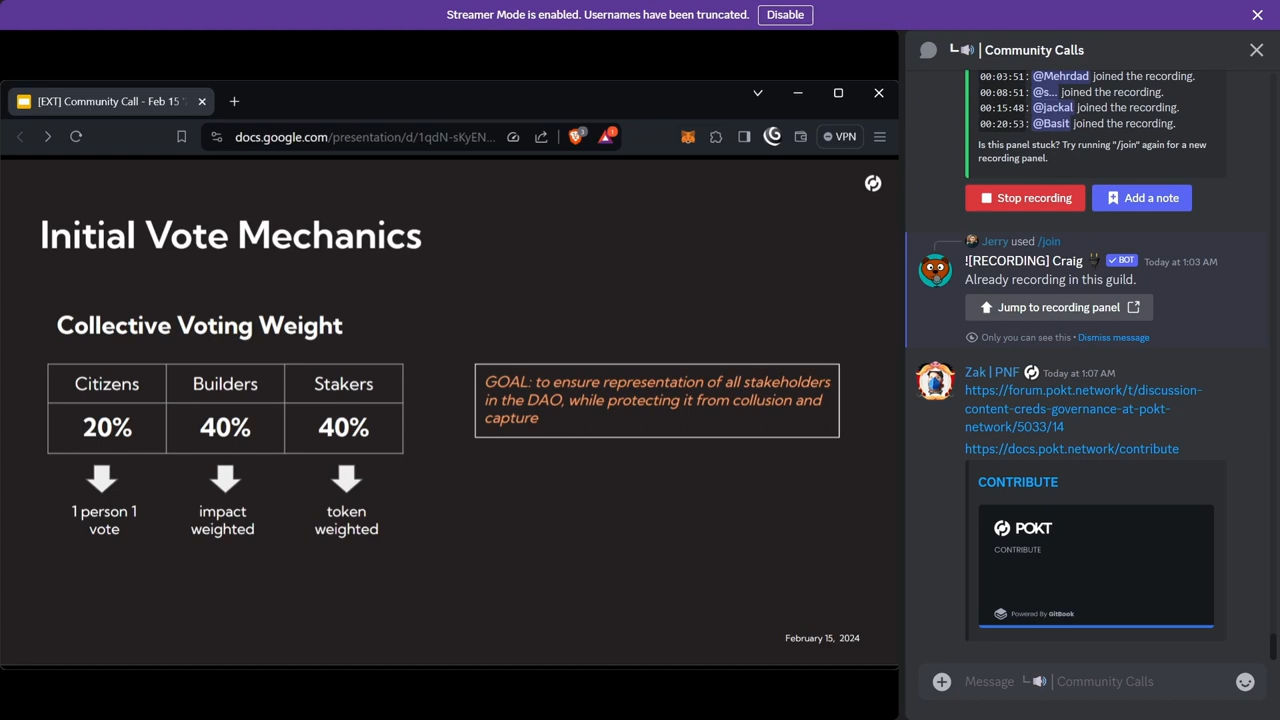 Streamer Mode is enabled. Usernames have been truncated. Disable
[EXT] Community Call - Feb 15 '
docs.google.com/presentation/d/1qdN-sKyEN...
3
1
VPN
Initial Vote Mechanics
Collective Voting Weight
Citizens Builders Stakers
20% 40% 40%
1 person 1
vote
impact
weighted
token
weighted
GOAL: to ensure representation of all stakeholders
in the DAO, while protecting it from collusion and
capture
February 15, 2024
Community Calls
00:03:51: @Mehrdad joined the recording.
00:08:51: @s... joined the recording.
00:15:48: @jackal joined the recording.
00:20:53: @Basit joined the recording.
Is this panel stuck? Try running "/join" again for a new
recording panel.
Stop recording
Add a note
Jerry used /join
![RECORDING] Craig BOT Today at 1:03 AM
Already recording in this guild.
Jump to recording panel
Only you can see this • Dismiss message
Zak | PNF Today at 1:07 AM
https://forum.pokt.network/t/discussion-
content-creds-governance-at-pokt-
network/5033/14
https://docs.pokt.network/contribute
CONTRIBUTE
POKT
CONTRIBUTE
Powered By GitBook
Message Community Calls